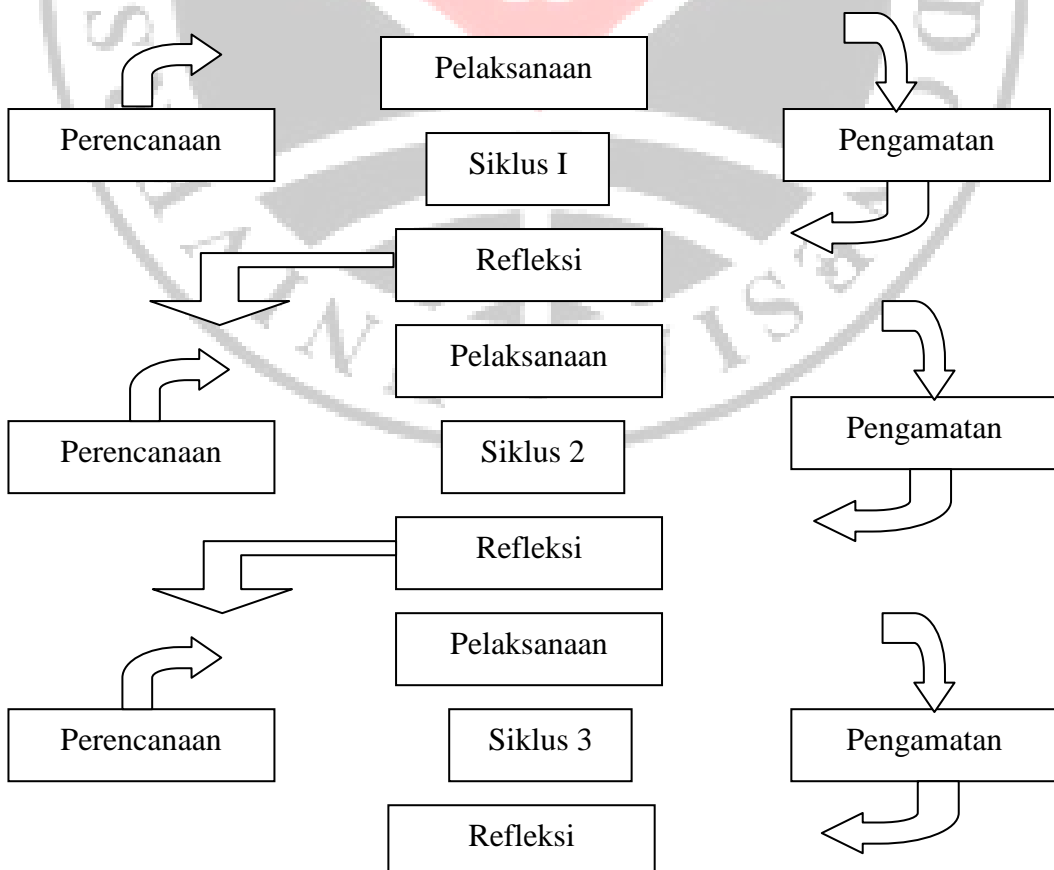 Pelaksanaan
Perencanaan
Pengamatan
Siklus I
Refleksi
Pelaksanaan
Perencanaan
Pengamatan
Siklus 2
Refleksi
Pelaksanaan
Perencanaan
Siklus 3
Pengamatan
Refleksi